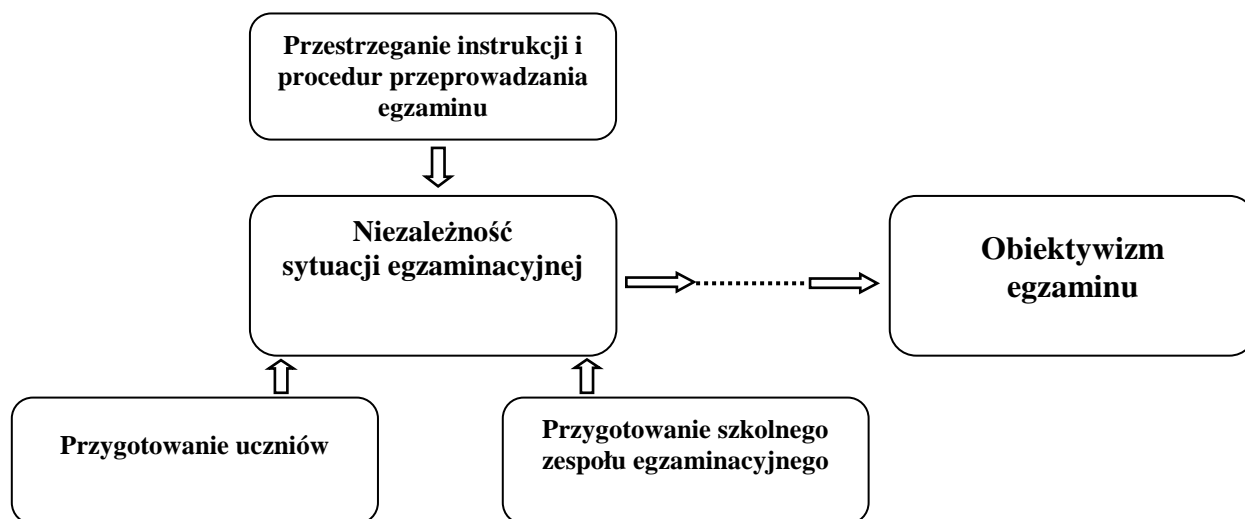 Przestrzeganie instrukcji i
procedur przeprowadzania
egzaminu
Niezależność
sytuacji egzaminacyjnej
Obiektywizm
egzaminu
Przygotowanie uczniów
Przygotowanie szkolnego
zespołu egzaminacyjnego